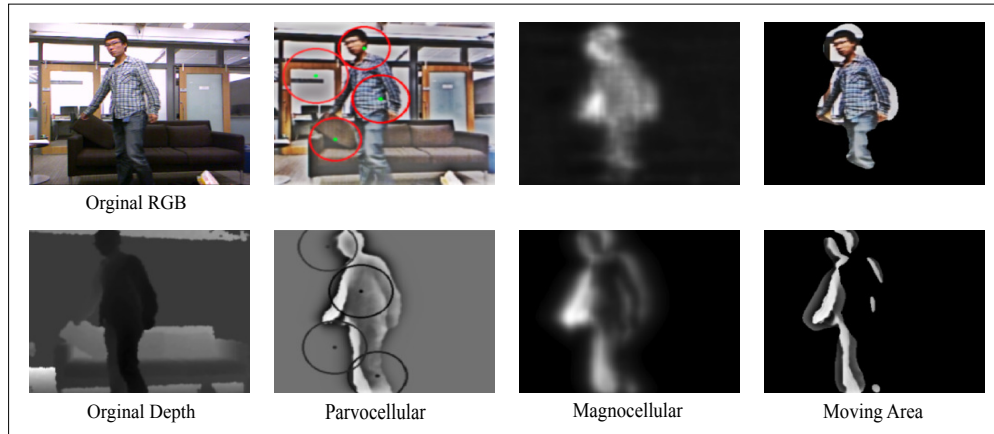 Orginal RGB
Orginal Depth
Parvocellular
Magnocellular
Moving Area